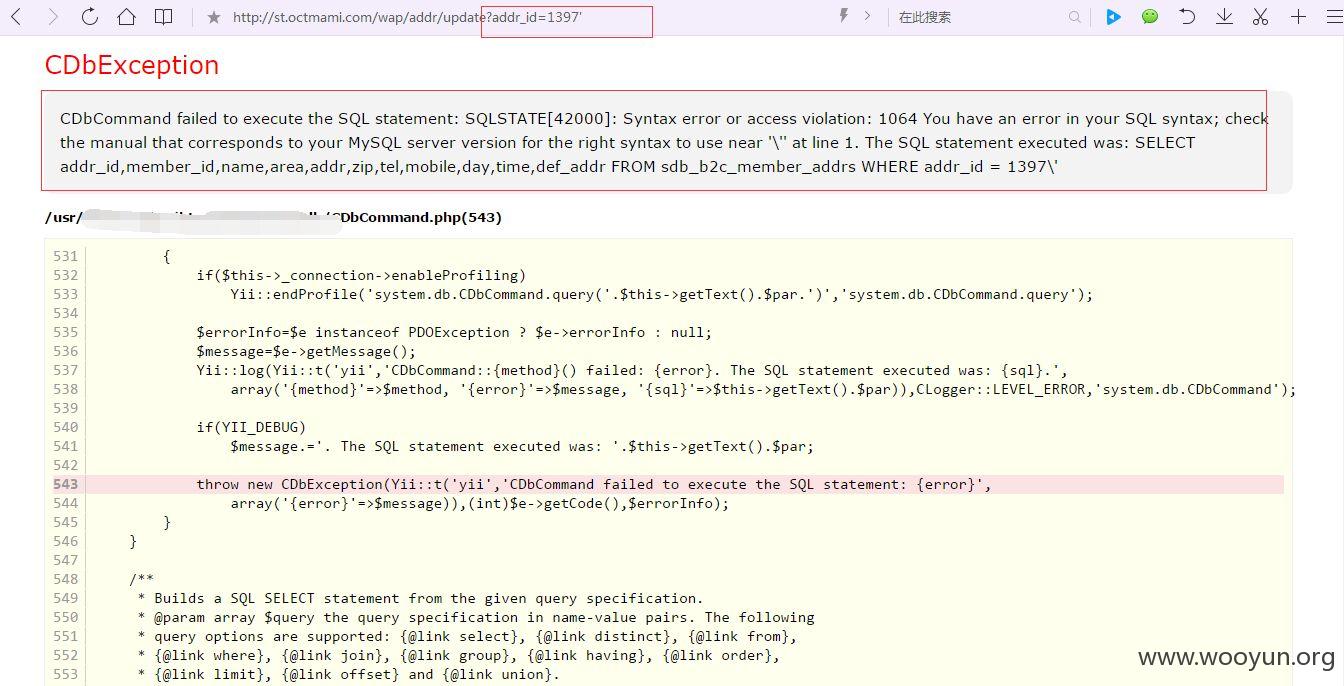 http://st.octmami.com/wap/addr/update?addr_id=1397'
在此搜索
CDbException
CDbCommand failed to execute the SQL statement: SQLSTATE[42000]: Syntax error or access violation: 1064 You have an error in your SQL syntax; check
the manual that corresponds to your MySQL server version for the right syntax to use near '\'' at line 1. The SQL statement executed was: SELECT
addr_id,member_id,name,area,addr,zip,tel,mobile,day,time,def_addr FROM sdb_b2c_member_addrs WHERE addr_id = 1397\'
/usr/ CDbCommand.php(543)
531 {
532 if($this->_connection->enableProfiling)
533 Yii::endProfile('system.db.CDbCommand.query('.$this->getText().$par.')','system.db.CDbCommand.query');
534
535 $errorInfo=$e instanceof PDOException ? $e->errorInfo : null;
536 $message=$e->getMessage();
537 Yii::log(Yii::t('yii','CDbCommand::{method}() failed: {error}. The SQL statement executed was: {sql}.',
538 array('{method}'=>$method, '{error}'=>$message, '{sql}'=>$this->getText().$par)),CLogger::LEVEL_ERROR,'system.db.CDbCommand');
539
540 if(YII_DEBUG)
541 $message.='. The SQL statement executed was: '.$this->getText().$par;
542
543 throw new CDbException(Yii::t('yii','CDbCommand failed to execute the SQL statement: {error}',
544 array('{error}'=>$message)),(int)$e->getCode(),$errorInfo);
545 }
546 }
547
548 /**
549 * Builds a SQL SELECT statement from the given query specification.
550 * @param array $query the query specification in name-value pairs. The following
551 * query options are supported: {@link select}, {@link distinct}, {@link from},
552 * {@link where}, {@link join}, {@link group}, {@link having}, {@link order},
553 * {@link limit}, {@link offset} and {@link union}.
www.wooyun.org